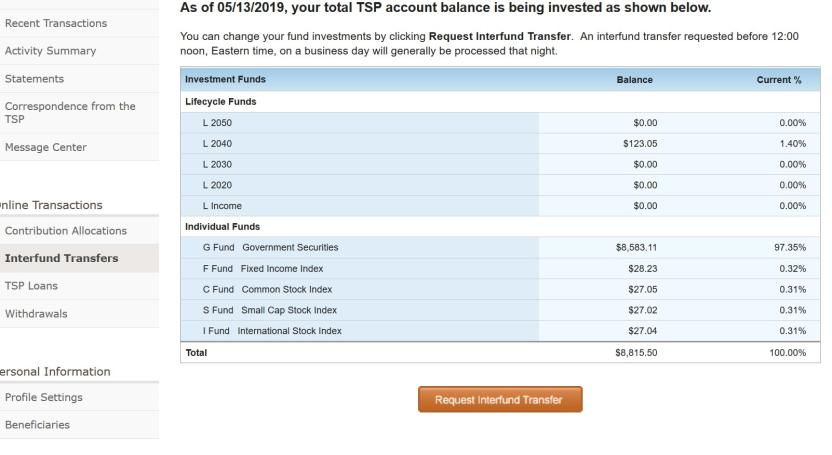 As of 05/13/2019, your total TSP account balance is being invested as shown below.
You can change your fund investments by clicking Request Interfund Transfer. An interfund transfer requested before 12:00
noon, Eastern time, on a business day will generally be processed that night.
Recent Transactions
Activity Summary
Statements
Correspondence from the
TSP
Message Center
nline Transactions
Contribution Allocations
Interfund Transfers
TSP Loans
Withdrawals
ersonal Information
Profile Settings
Beneficiaries
Investment Funds Balance Current %
Lifecycle Funds
L 2050 $0.00 0.00%
L 2040 $123.05 1.40%
L 2030 $0.00 0.00%
L 2020 $0.00 0.00%
L Income $0.00 0.00%
Individual Funds
G Fund Government Securities $8,583.11 97.35%
F Fund Fixed Income Index $28.23 0.32%
C Fund Common Stock Index $27.05 0.31%
S Fund Small Cap Stock Index $27.02 0.31%
I Fund International Stock Index $27.04 0.31%
Total $8,815.50 100.00%
Request Interfund Transfer